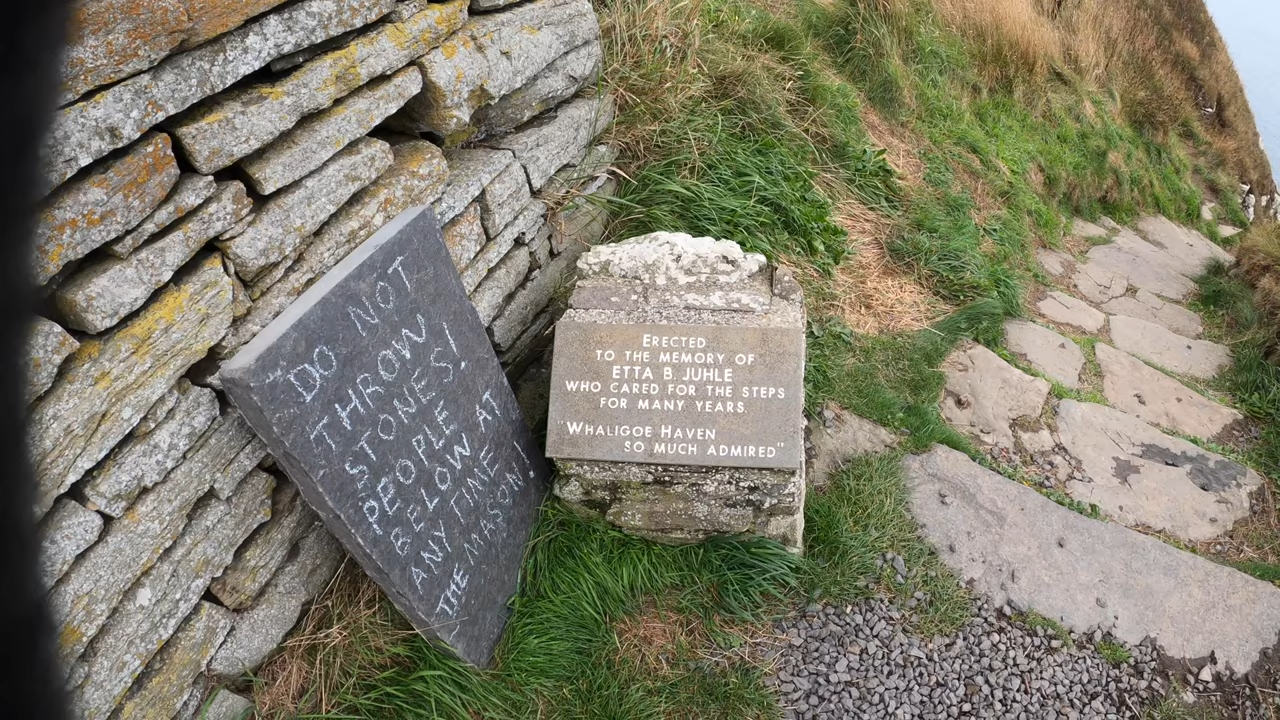 DO NOT
THROW
STONES!
PEOPLE
BELOW AT
ANY TIME
THE MASON!
ERECTED
TO THE MEMORY OF
ETTA B. JUHLE
WHO CARED FOR THE STEPS
FOR MANY YEARS.
"WHALIGOE HAVEN
SO MUCH ADMIRED"